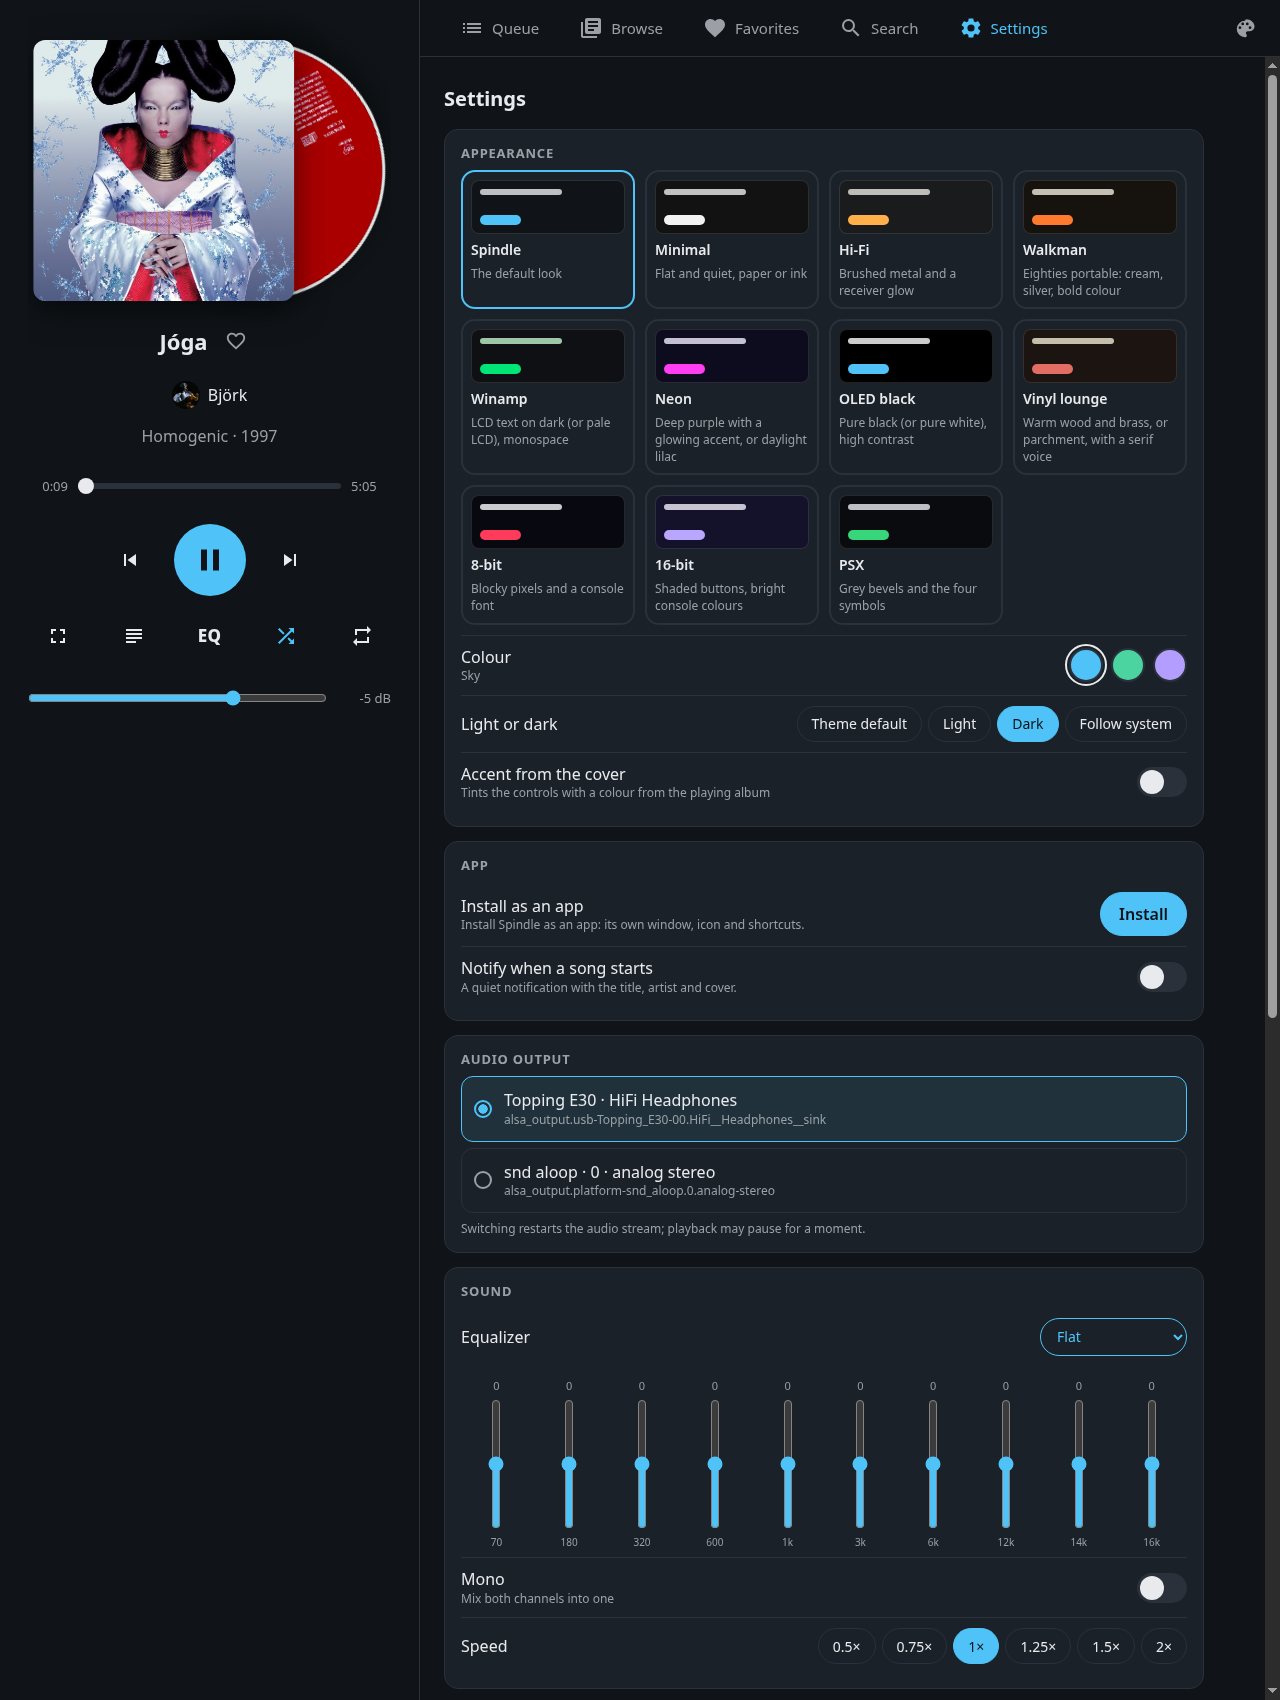 Queue
Browse
Favorites
Search
Settings
Jóga
Björk
Homogenic · 1997
0:09
5:05
EQ
-5 dB
Settings
APPEARANCE
Spindle
The default look
Minimal
Flat and quiet, paper or ink
Hi-Fi
Brushed metal and a
receiver glow
Walkman
Eighties portable: cream,
silver, bold colour
Winamp
LCD text on dark (or pale
LCD), monospace
Neon
Deep purple with a
glowing accent, or daylight
lilac
OLED black
Pure black (or pure white),
high contrast
Vinyl lounge
Warm wood and brass, or
parchment, with a serif
voice
8-bit
Blocky pixels and a console
font
16-bit
Shaded buttons, bright
console colours
PSX
Grey bevels and the four
symbols
Colour
Sky
Light or dark
Theme default
Light
Dark
Follow system
Accent from the cover
Tints the controls with a colour from the playing album
APP
Install as an app
Install Spindle as an app: its own window, icon and shortcuts.
Install
Notify when a song starts
A quiet notification with the title, artist and cover.
AUDIO OUTPUT
Topping E30 · HiFi Headphones
alsa_output.usb-Topping_E30-00.HiFi__Headphones__sink
snd aloop · 0 · analog stereo
alsa_output.platform-snd_aloop.0.analog-stereo
Switching restarts the audio stream; playback may pause for a moment.
SOUND
Equalizer
Flat
0 0 0 0 0 0 0 0 0 0
70 180 320 600 1k 3k 6k 12k 14k 16k
Mono
Mix both channels into one
Speed
0.5×
0.75×
1×
1.25×
1.5×
2×